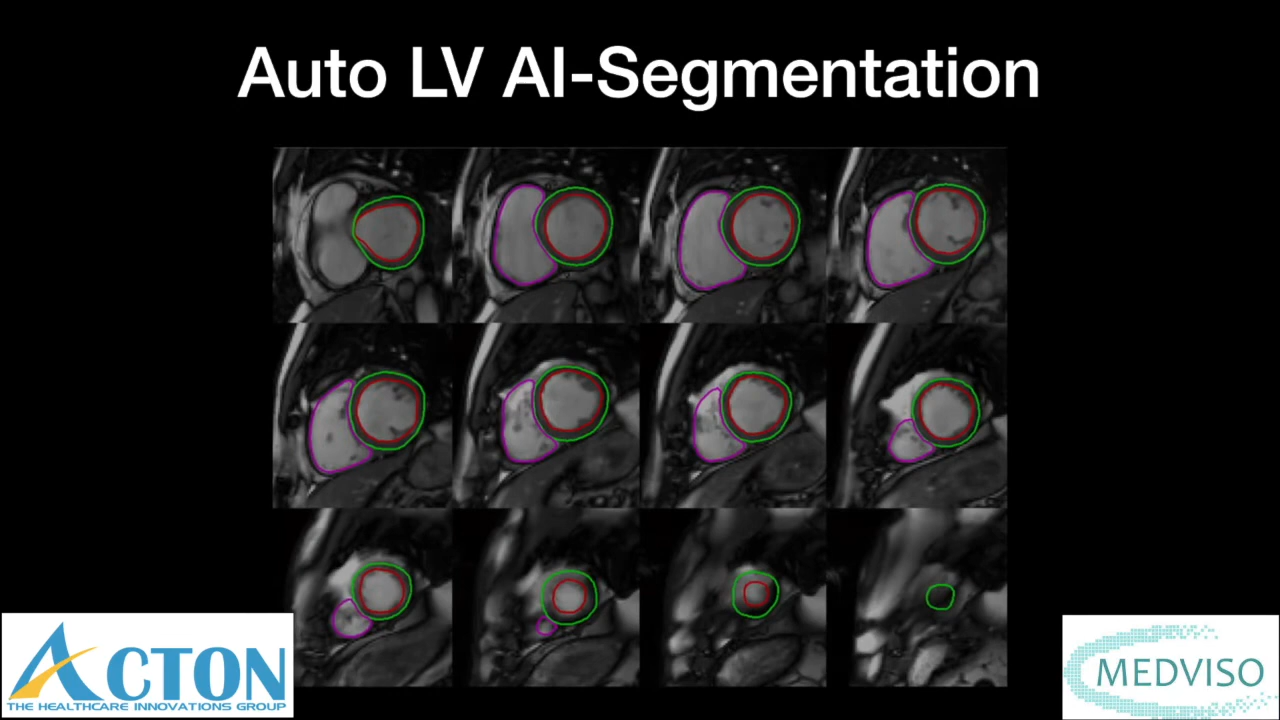 Auto LV AI-Segmentation
ACTON
THE HEALTHCARE INNOVATIONS GROUP
MEDVISO